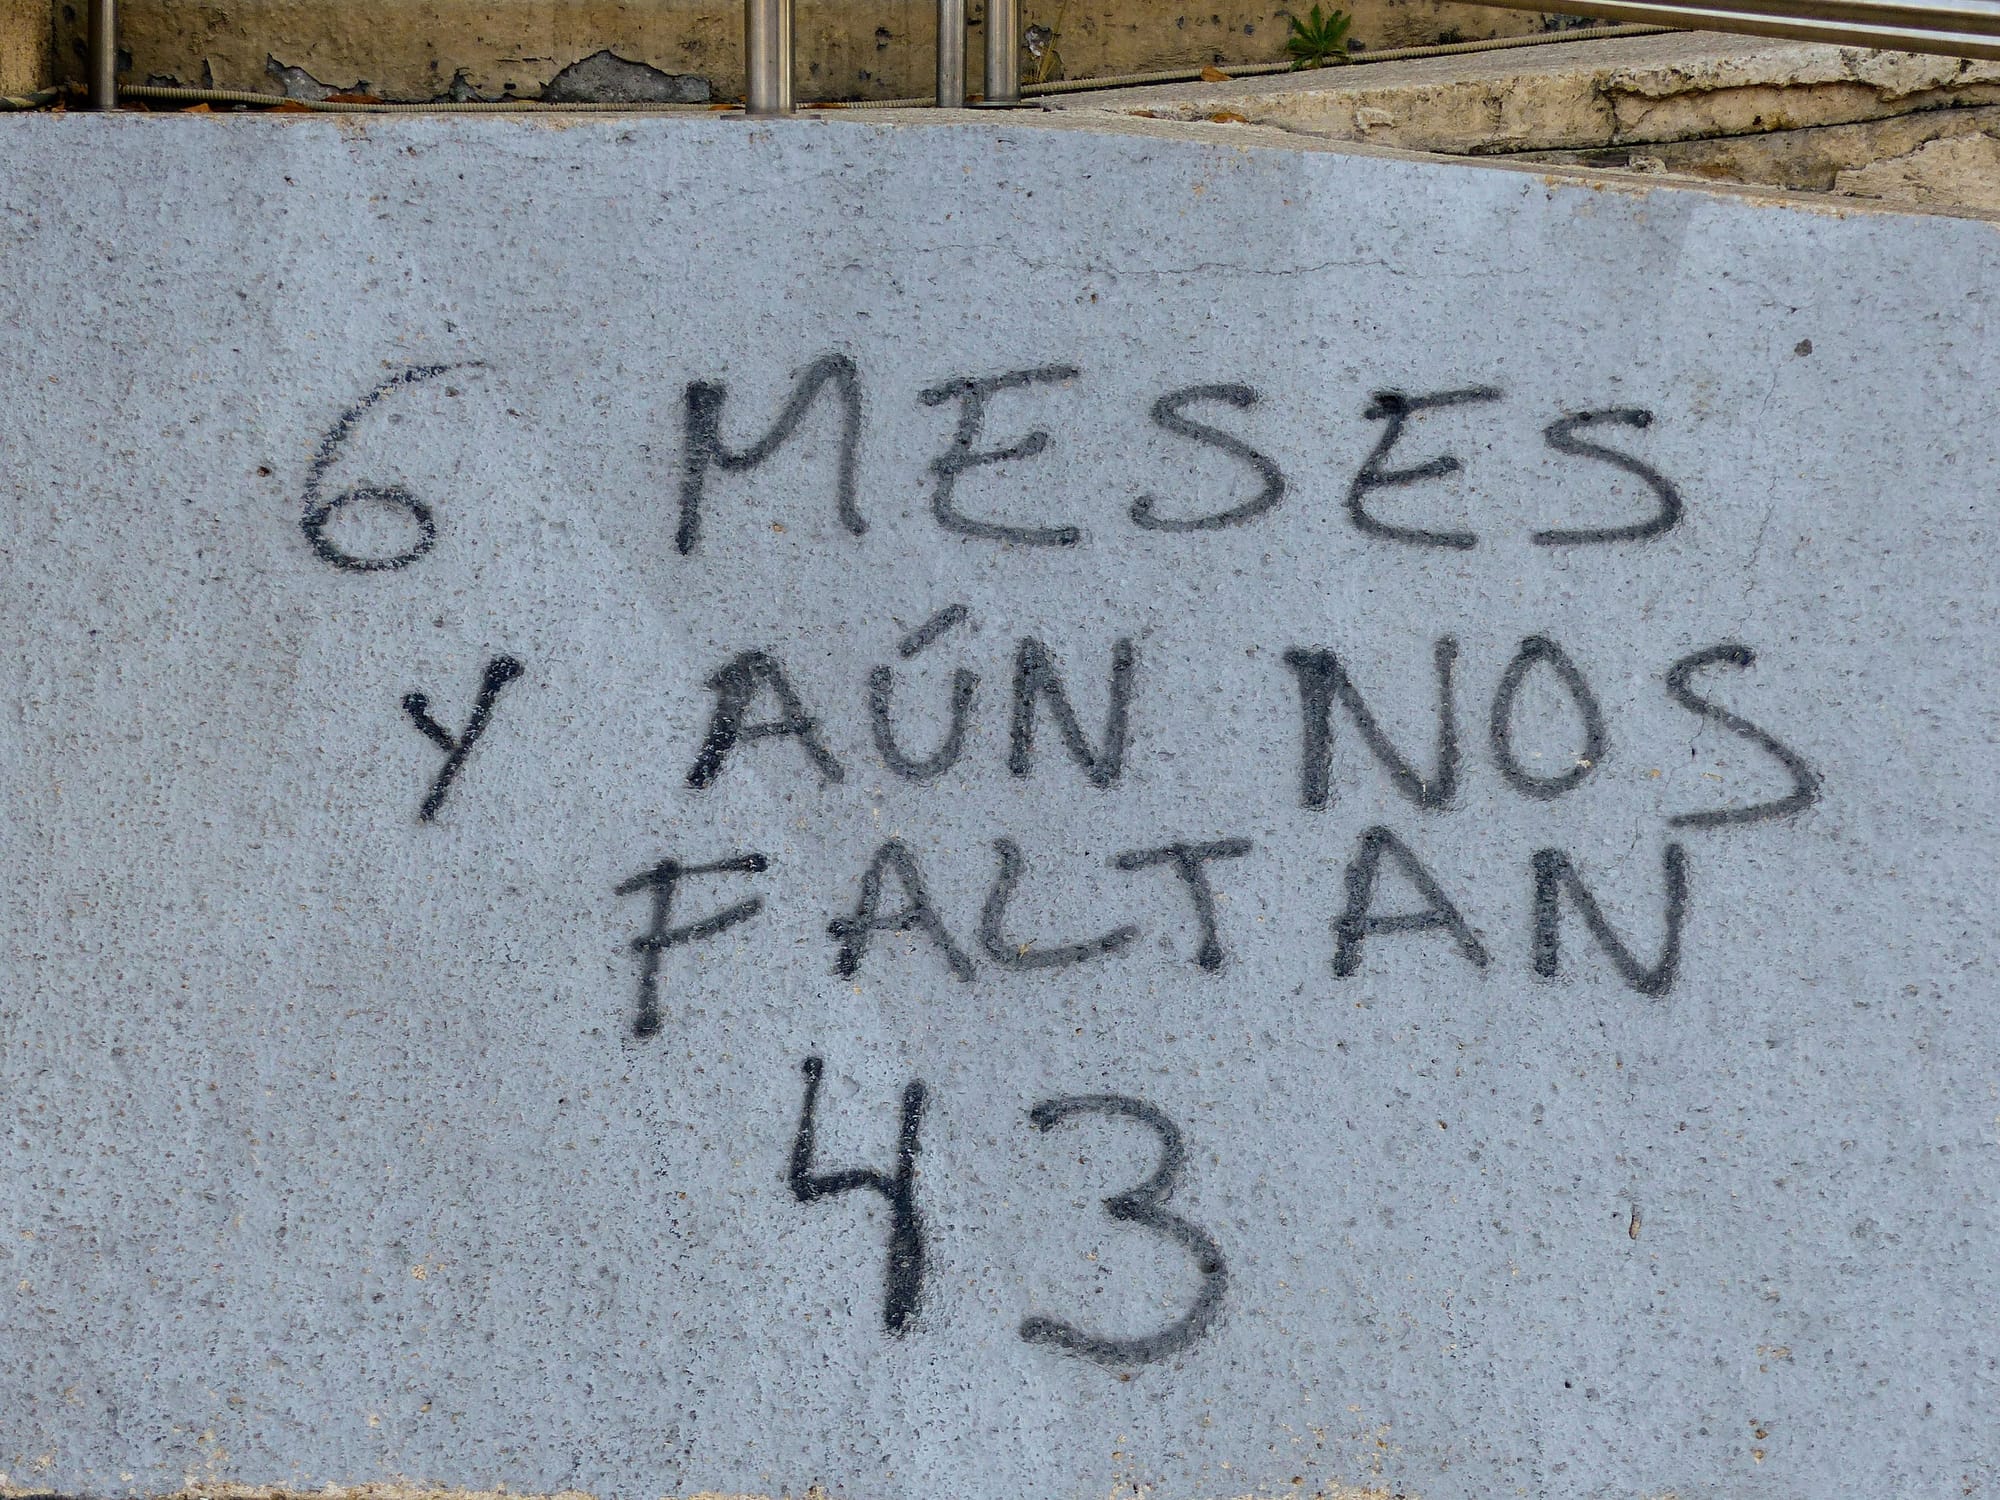 6 MESES
Y AÚN NOS
FALTAN
43